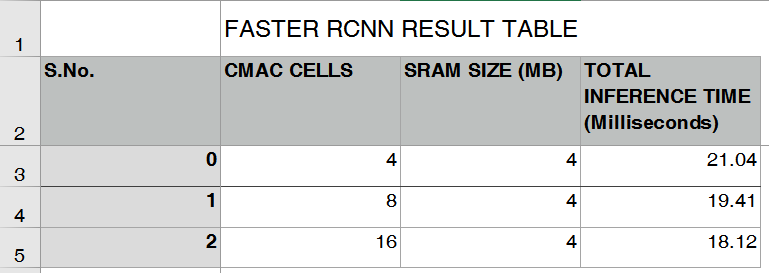 1 FASTER RCNN RESULT TABLE
2 S.No. CMAC CELLS SRAM SIZE (MB) TOTAL INFERENCE TIME (Milliseconds)
3 0 4 4 21.04
4 1 8 4 19.41
5 2 16 4 18.12